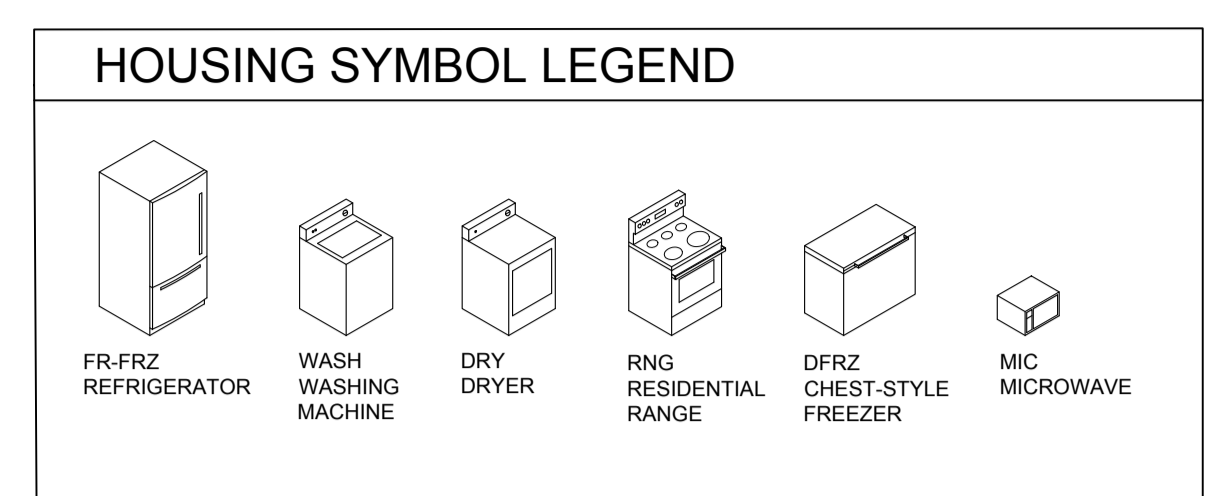 HOUSING SYMBOL LEGEND
FR-FRZ
REFRIGERATOR
WASH
WASHING
MACHINE
DRY
DRYER
RNG
RESIDENTIAL
RANGE
DFRZ
CHEST-STYLE
FREEZER
MIC
MICROWAVE